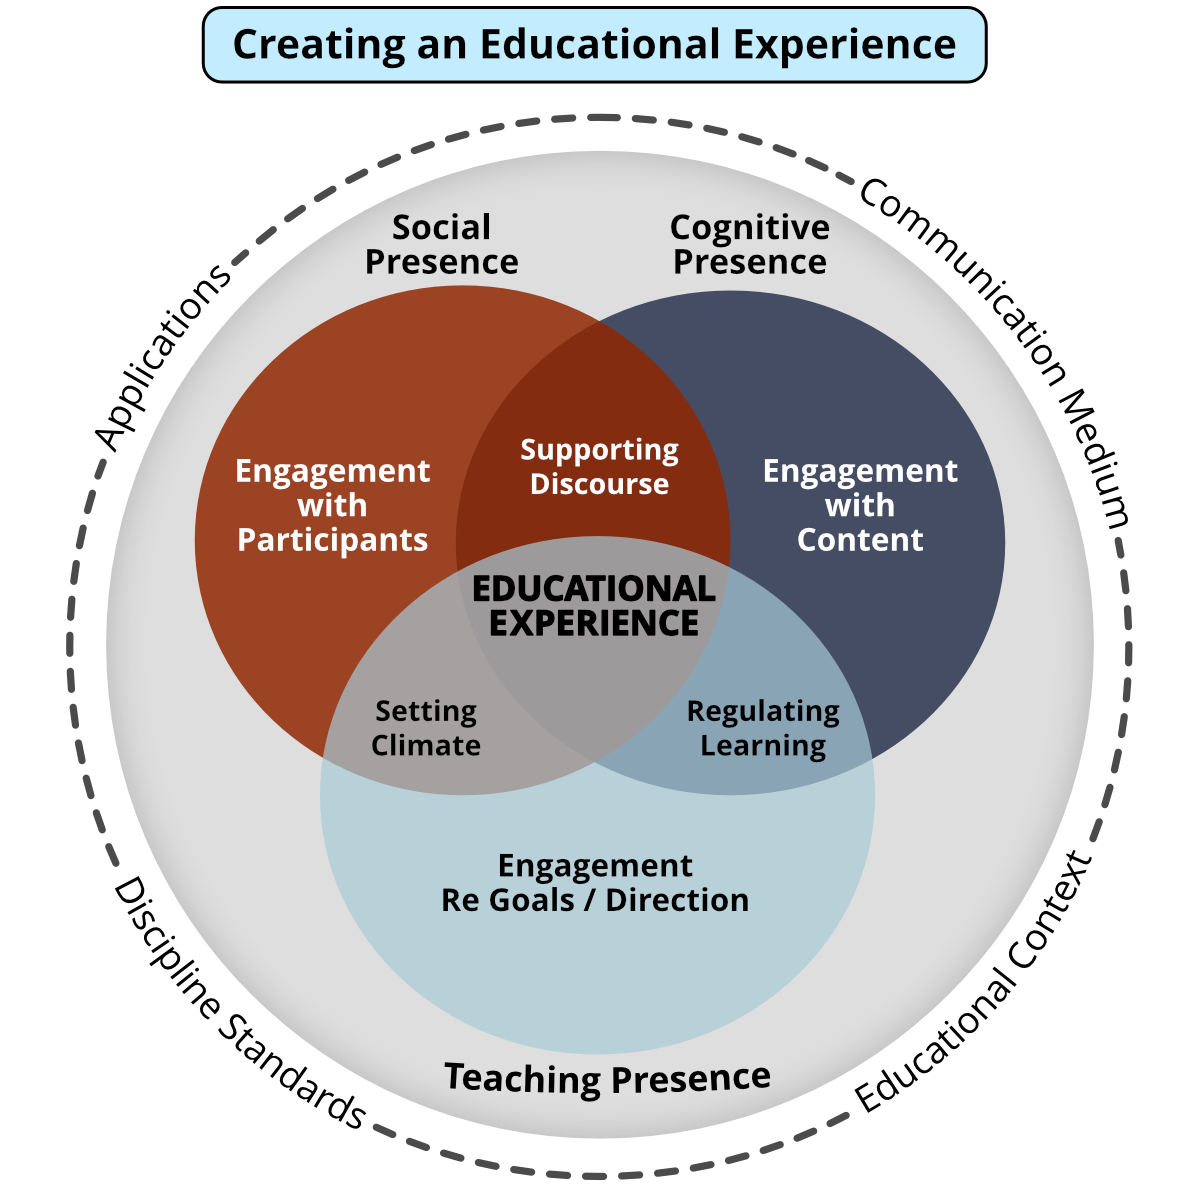 Creating an Educational Experience
Communication Medium
Applications
Social
Presence
Cognitive
Presence
Supporting
Discourse
Engagement
with
Participants
Engagement
with
Content
EDUCATIONAL
EXPERIENCE
Setting
Climate
Regulating
Learning
Engagement
Re Goals / Direction
Teaching Presence
Discipline Standards
Educational Context